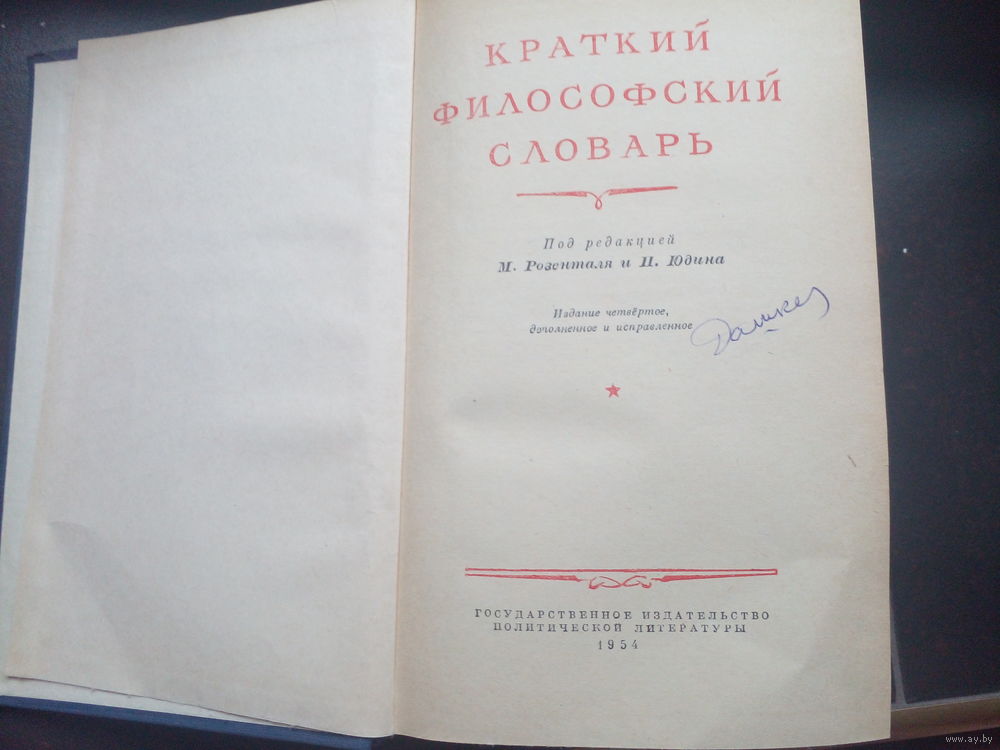 КРАТКИЙ
ФИЛОСОФСКИЙ
СЛОВАРЬ
Под редакцией
М. Розенталя и П. Юдина
Издание четвёртое,
дополненное и исправленное
ГОСУДАРСТВЕННОЕ ИЗДАТЕЛЬСТВО
ПОЛИТИЧЕСКОЙ ЛИТЕРАТУРЫ
1954
www.ay.by